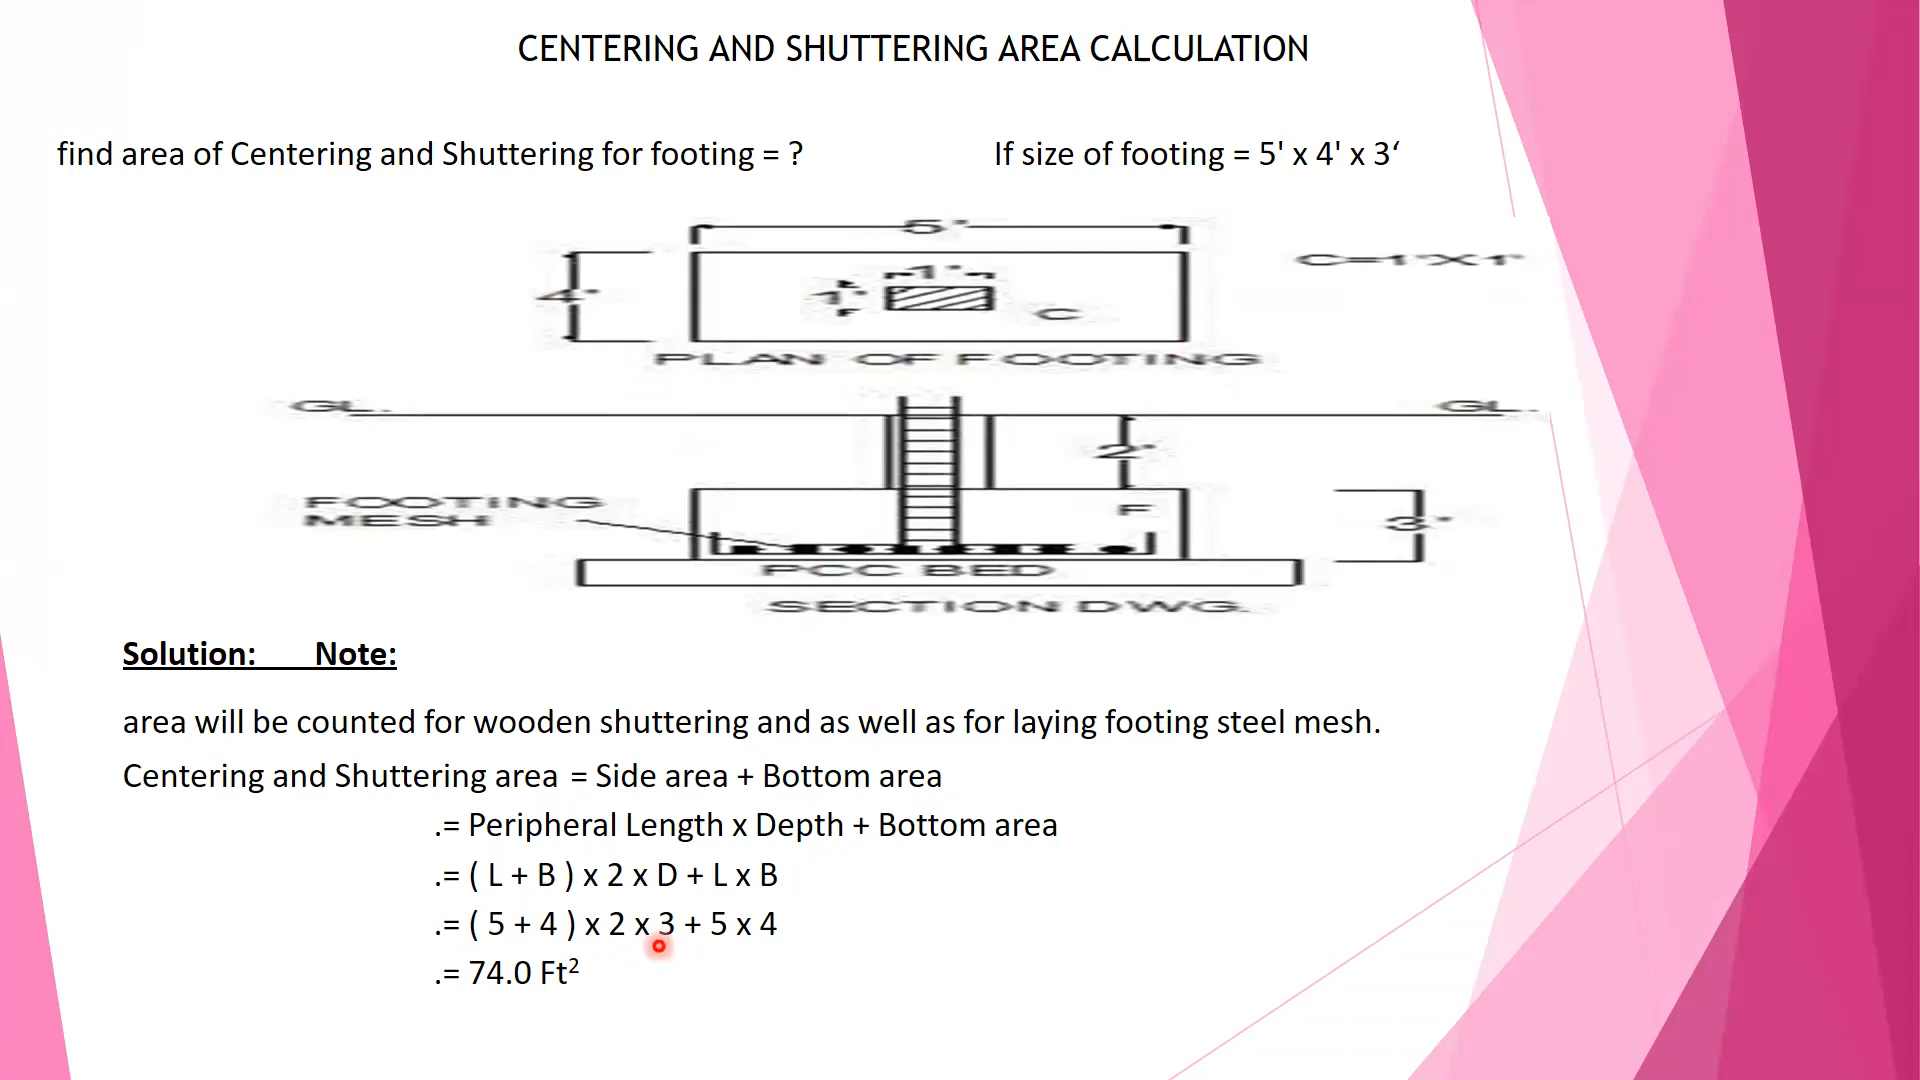 CENTERING AND SHUTTERING AREA CALCULATION
find area of Centering and Shuttering for footing = ? If size of footing = 5' x 4' x 3‘
5'
4'
1'
1'
C
C=1'X1'
PLAN OF FOOTING
GL.
GL.
2'
FOOTING
MESH
F
3'
PCC BED
SECTION DWG.
Solution: Note:
area will be counted for wooden shuttering and as well as for laying footing steel mesh.
Centering and Shuttering area = Side area + Bottom area
.= Peripheral Length x Depth + Bottom area
.= ( L + B ) x 2 x D + L x B
.= ( 5 + 4 ) x 2 x 3 + 5 x 4
.= 74.0 Ft²